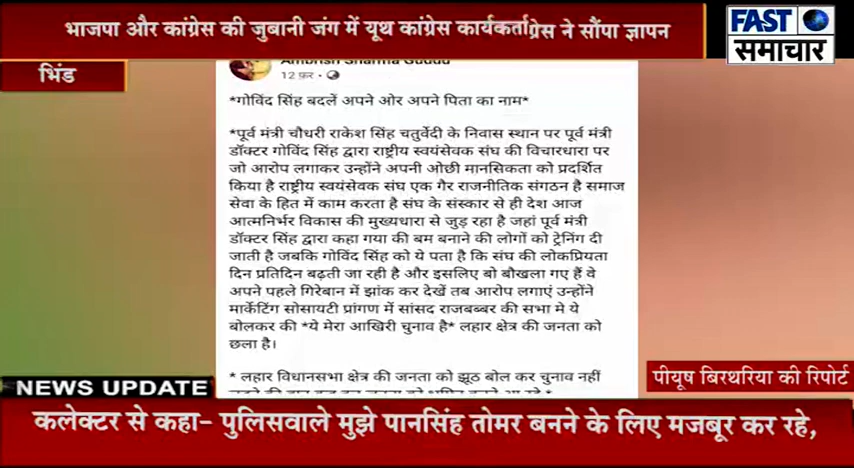 भाजपा और कांग्रेस की जुबानी जंग में यूथ कांग्रेस कार्यकर्ताग्रेस ने सौंपा ज्ञापन
FAST
समाचार
भिंड
Ambrish Sharma Guddu
12 फ़र॰
*गोविंद सिंह बदलें अपने ओर अपने पिता का नाम*
*पूर्व मंत्री चौधरी राकेश सिंह चतुर्वेदी के निवास स्थान पर पूर्व मंत्री
डॉक्टर गोविंद सिंह द्वारा राष्ट्रीय स्वयंसेवक संघ की विचारधारा पर
जो आरोप लगाकर उन्होंने अपनी ओछी मानसिकता को प्रदर्शित
किया है राष्ट्रीय स्वयंसेवक संघ एक गैर राजनीतिक संगठन है समाज
सेवा के हित में काम करता है संघ के संस्कार से ही देश आज
आत्मनिर्भर विकास की मुख्यधारा से जुड़ रहा है जहां पूर्व मंत्री
डॉक्टर सिंह द्वारा कहा गया की बम बनाने की लोगों को ट्रेनिंग दी
जाती है जबकि गोविंद सिंह को ये पता है कि संघ की लोकप्रियता
दिन प्रतिदिन बढ़ती जा रही है और इसलिए बो बौखला गए हैं वे
अपने पहले गिरेबान में झांक कर देखें तब आरोप लगाएं उन्होंने
मार्केटिंग सोसायटी प्रांगण में सांसद राजबब्बर की सभा मे ये
बोलकर की *ये मेरा आखिरी चुनाव है* लहार क्षेत्र की जनता को
छला है।
* लहार विधानसभा क्षेत्र की जनता को झूठ बोल कर चुनाव नहीं
NEWS UPDATE
पीयूष बिरथरिया की रिपोर्ट
कलेक्टर से कहा- पुलिसवाले मुझे पानसिंह तोमर बनने के लिए मजबूर कर रहे,